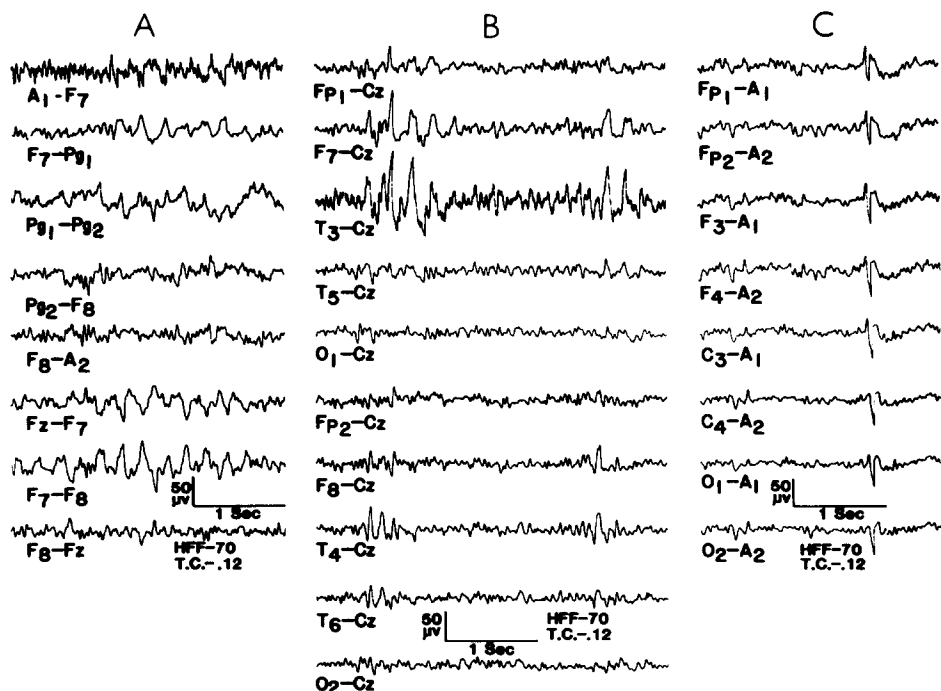 A
A1-F7
F7-Pg1
Pg1-Pg2
Pg2-F8
F8-A2
Fz-F7
F7-F8
50
μv
1 Sec
F8-Fz
HFF-70
T.C.-.12
B
FP1-Cz
F7-Cz
T3-Cz
T5-Cz
O1-Cz
FP2-Cz
F8-Cz
T4-Cz
T6-Cz
50
μv
1 Sec
HFF-70
T.C.-.12
O2-Cz
C
FP1-A1
FP2-A2
F3-A1
F4-A2
C3-A1
C4-A2
O1-A1
50
μv
1 Sec
O2-A2
HFF-70
T.C.-.12